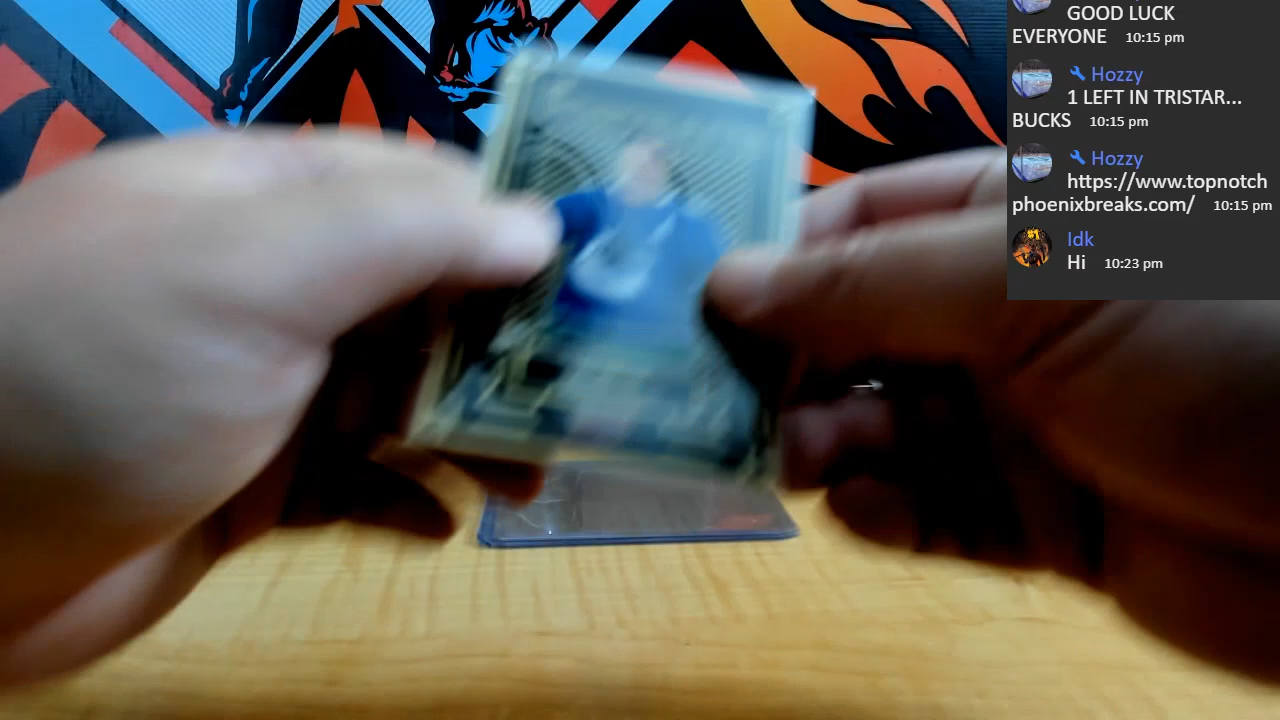 GOOD LUCK
EVERYONE 10:15 pm
Hozzy
1 LEFT IN TRISTAR...
BUCKS 10:15 pm
Hozzy
https://www.topnotch
phoenixbreaks.com/ 10:15 pm
Idk
Hi 10:23 pm